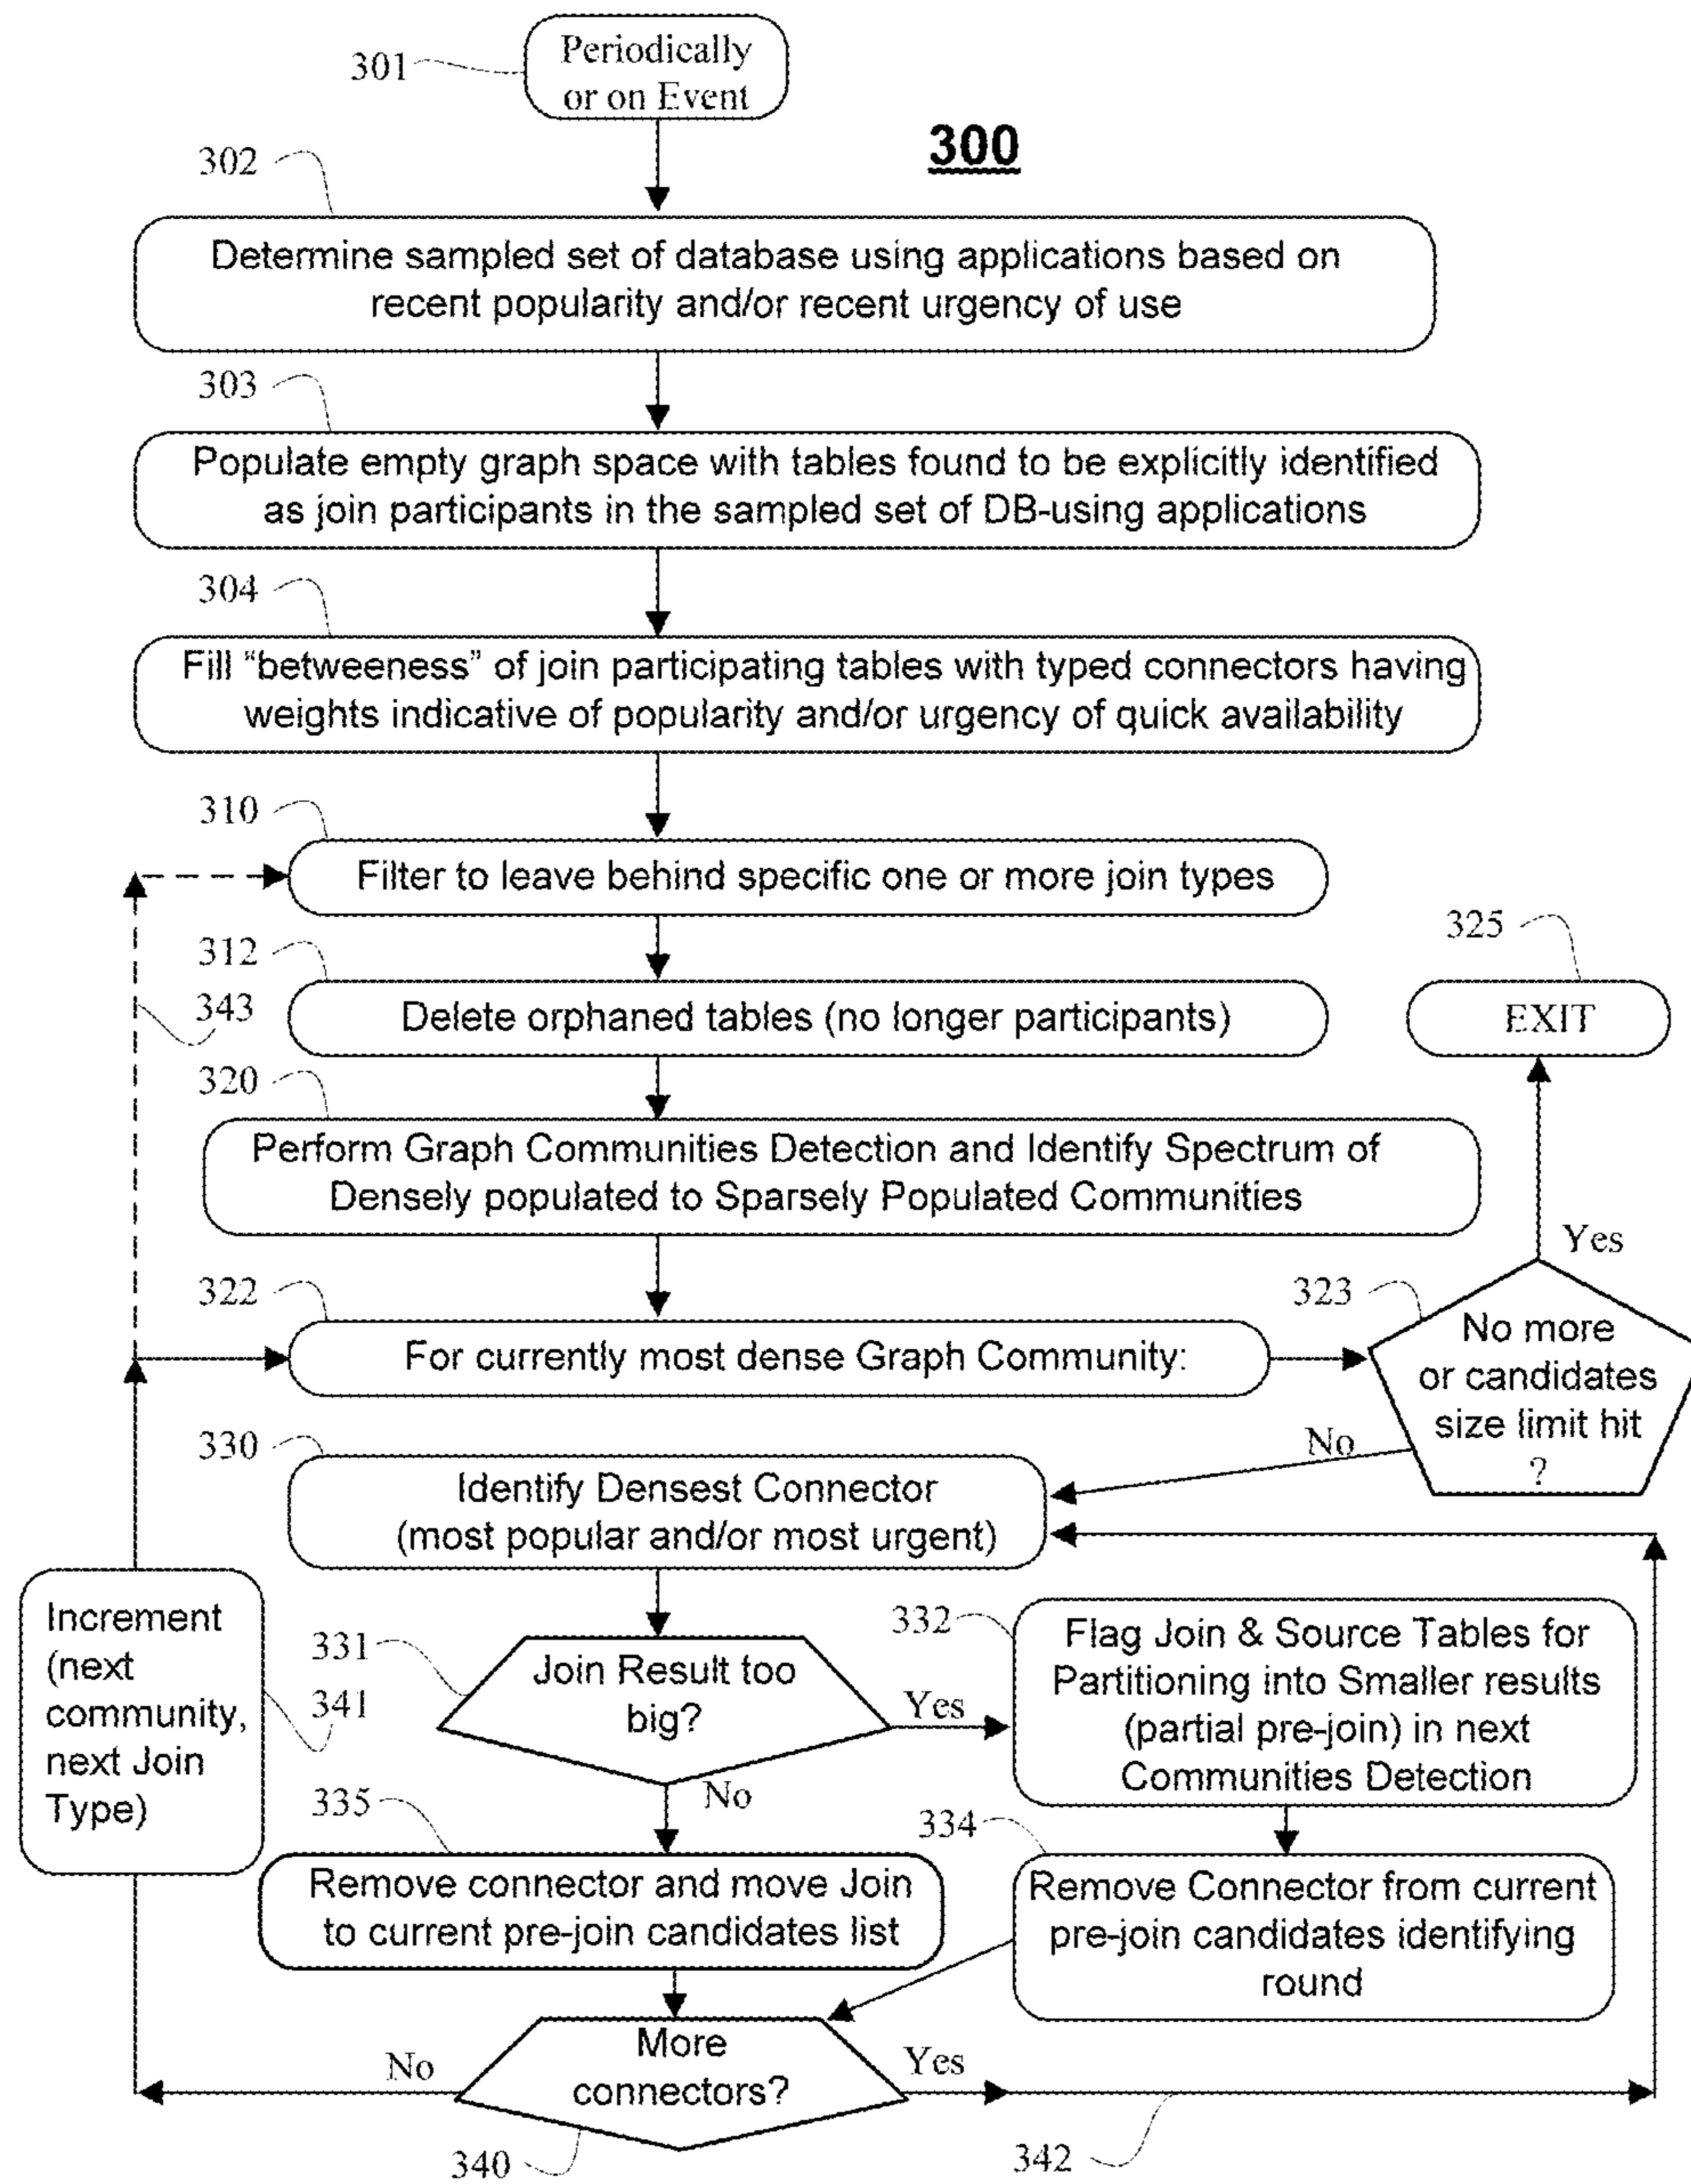 301
Periodically
or on Event
300
302
Determine sampled set of database using applications based on
recent popularity and/or recent urgency of use
303
Populate empty graph space with tables found to be explicitly identified
as join participants in the sampled set of DB-using applications
304
Fill “betweeness” of join participating tables with typed connectors having
weights indicative of popularity and/or urgency of quick availability
310
Filter to leave behind specific one or more join types
312
Delete orphaned tables (no longer participants)
343
325
EXIT
320
Perform Graph Communities Detection and Identify Spectrum of
Densely populated to Sparsely Populated Communities
Yes
322
For currently most dense Graph Community:
323
No more
or candidates
size limit hit
?
No
330
Identify Densest Connector
(most popular and/or most urgent)
Increment
(next
community,
next Join
Type)
341
331
Join Result too
big?
Yes
No
332
Flag Join & Source Tables for
Partitioning into Smaller results
(partial pre-join) in next
Communities Detection
335
Remove connector and move Join
to current pre-join candidates list
334
Remove Connector from current
pre-join candidates identifying
round
No
More
connectors?
Yes
340
342